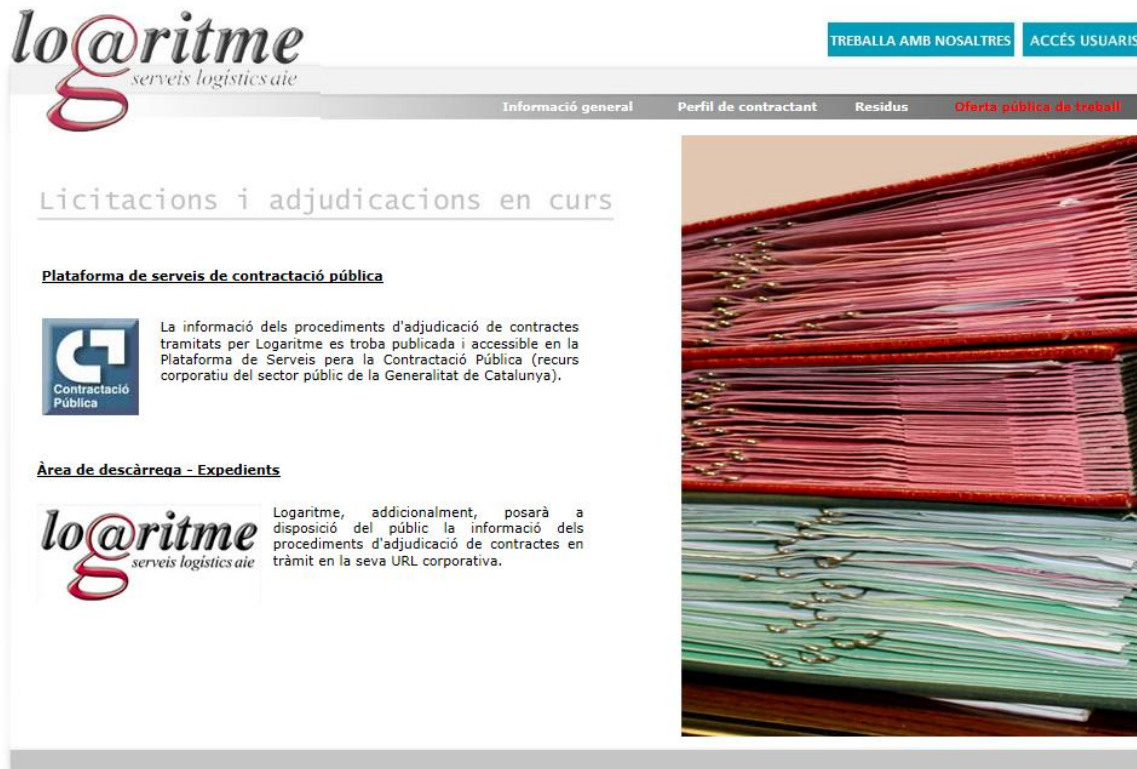 log@ritme
serveis logístics aie
TREBALLA AMB NOSALTRES
ACCÉS USUARIS
Informació general
Perfil de contractant
Residus
Oferta pública de treball
Licitacions i adjudicacions en curs
Plataforma de serveis de contractació pública
Contractació
Pública
La informació dels procediments d'adjudicació de contractes
tramitats per Logaritme es troba publicada i accessible en la
Plataforma de Serveis pera la Contractació Pública (recurs
corporatiu del sector públic de la Generalitat de Catalunya).
Àrea de descàrrega - Expedients
log@ritme
serveis logístics aie
Logaritme, addicionalment, posarà a
disposició del públic la informació dels
procediments d'adjudicació de contractes en
tràmit en la seva URL corporativa.